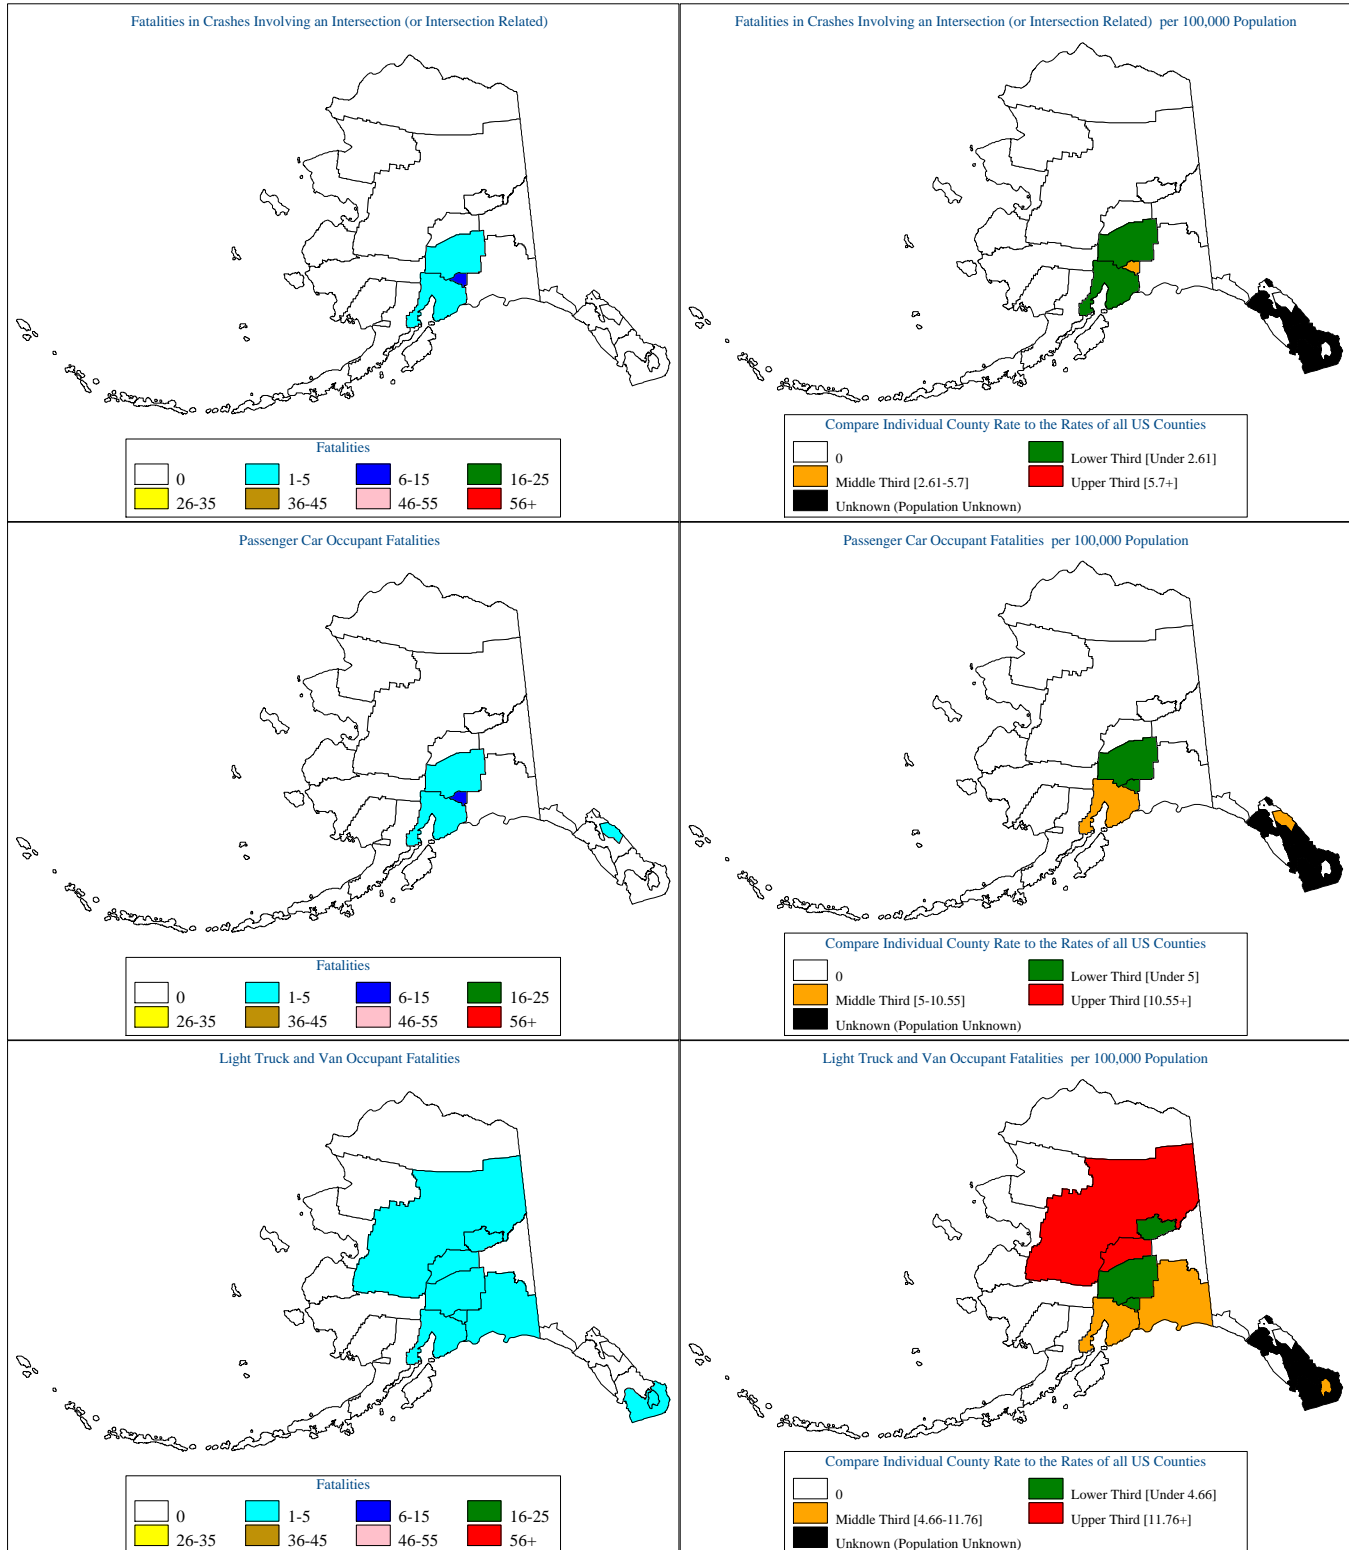 Fatalities in Crashes Involving an Intersection (or Intersection Related)
Fatalities
0 1-5 6-15 16-25
26-35 36-45 46-55 56+
Fatalities in Crashes Involving an Intersection (or Intersection Related) per 100,000 Population
Compare Individual County Rate to the Rates of all US Counties
0 Lower Third [Under 2.61]
Middle Third [2.61-5.7] Upper Third [5.7+]
Unknown (Population Unknown)
Passenger Car Occupant Fatalities
Fatalities
0 1-5 6-15 16-25
26-35 36-45 46-55 56+
Passenger Car Occupant Fatalities per 100,000 Population
Compare Individual County Rate to the Rates of all US Counties
0 Lower Third [Under 5]
Middle Third [5-10.55] Upper Third [10.55+]
Unknown (Population Unknown)
Light Truck and Van Occupant Fatalities
Fatalities
0 1-5 6-15 16-25
26-35 36-45 46-55 56+
Light Truck and Van Occupant Fatalities per 100,000 Population
Compare Individual County Rate to the Rates of all US Counties
0 Lower Third [Under 4.66]
Middle Third [4.66-11.76] Upper Third [11.76+]
Unknown (Population Unknown)